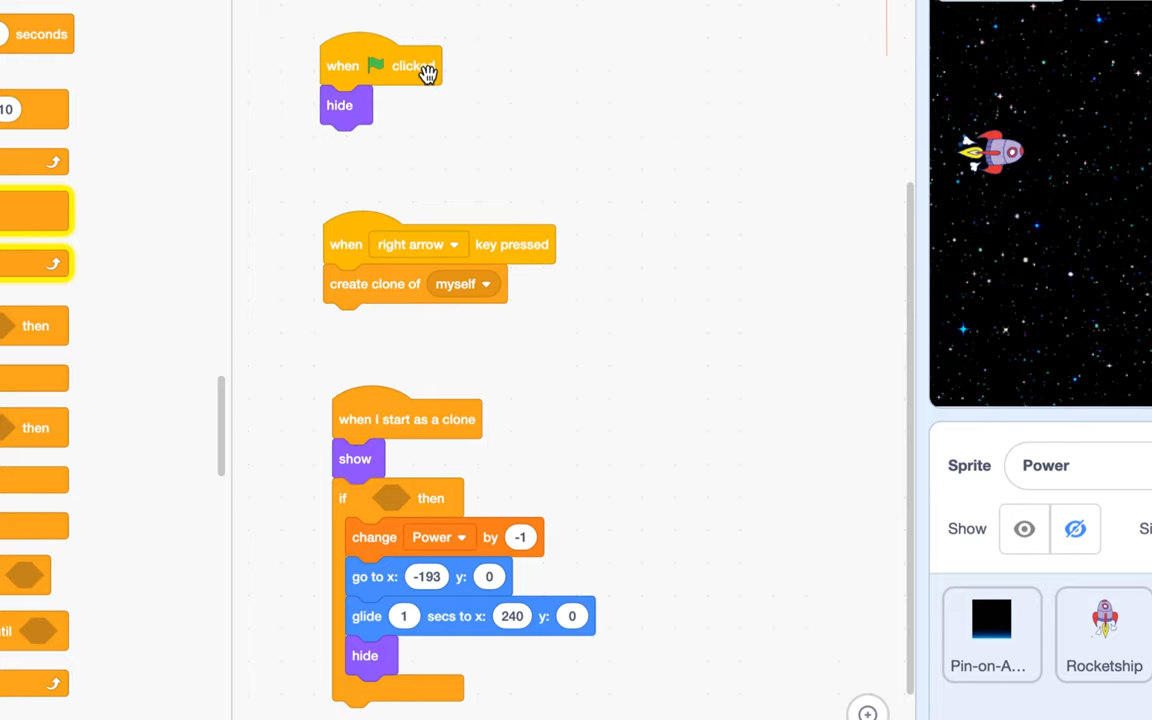 seconds
10
then
then
til
when clicked
hide
when right arrow key pressed
create clone of myself
when I start as a clone
show
if then
change Power by -1
go to x: -193 y: 0
glide 1 secs to x: 240 y: 0
hide
Sprite Power
Show Si
Pin-on-A...
Rocketship